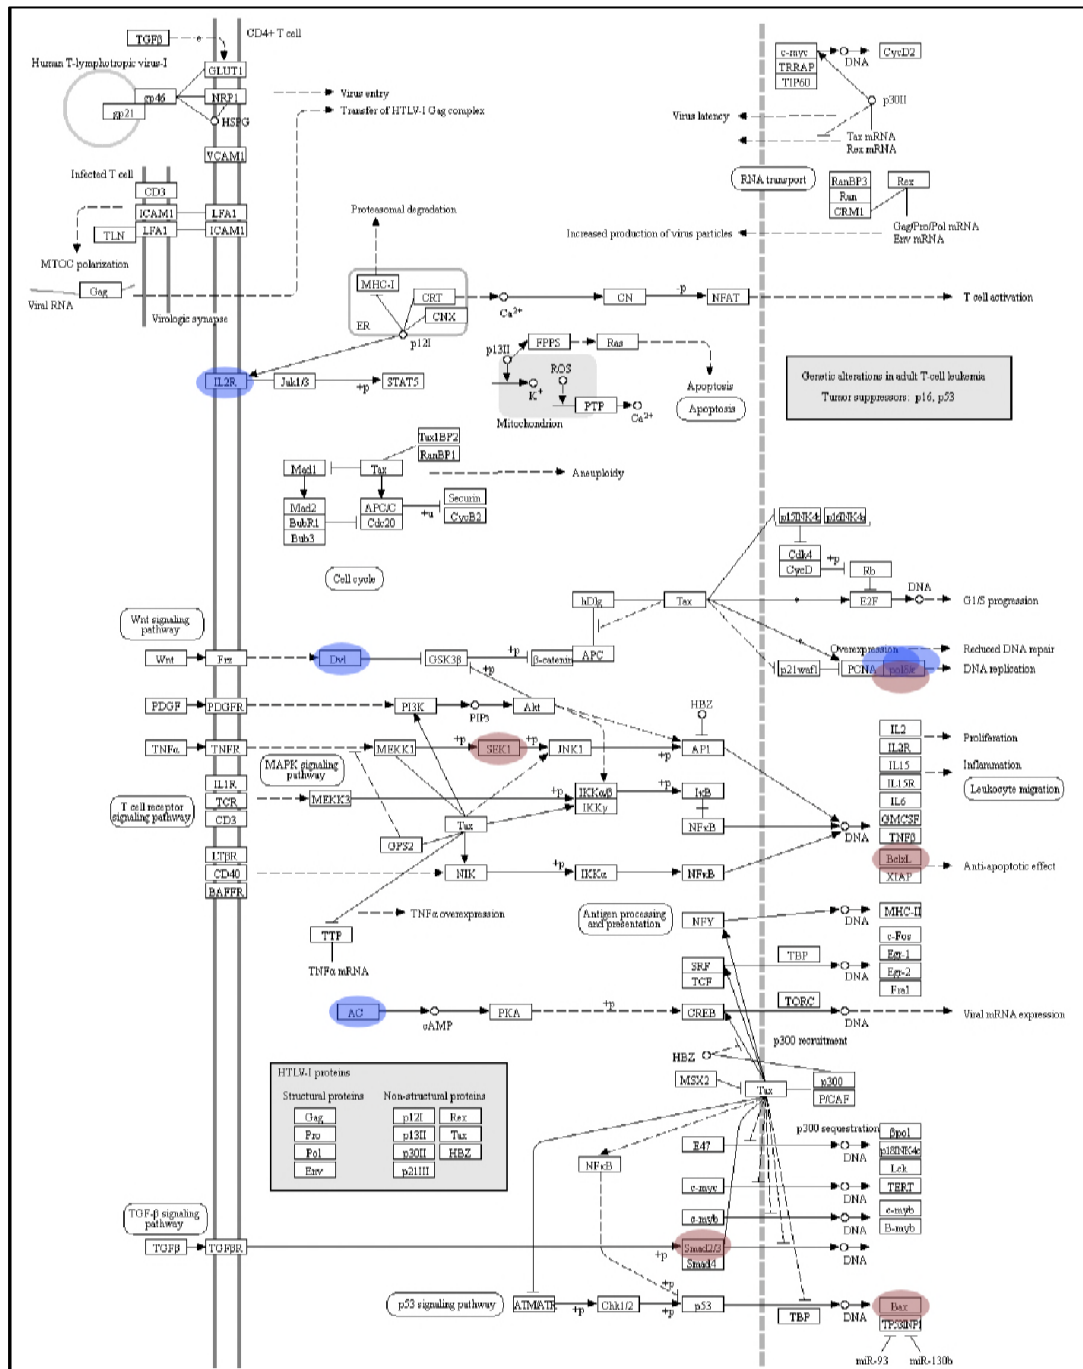 TGFβ
e
CD4+ T cell
Human T-lymphotropic virus-I
GLUT1
gp46
NRP1
gp21
HSPG
VCAM1
Virus entry
Transfer of HTLV-I Gag complex
c-myc
TRRAP
TIP60
DNA
CycD2
p30II
Virus latency
Tax mRNA
Rex mRNA
RNA transport
RanBP3
Ran
CRM1
Rex
Gag/Pro/Pol mRNA
Env mRNA
Increased production of virus particles
Infected T cell
CD3
ICAM1
LFA1
TLN
LFA1
ICAM1
MTOC polarization
Viral RNA
Gag
Virologic synapse
Proteasomal degradation
MHC-I
CRT
CNX
ER
p12I
Ca2+
CN
-p
NFAT
T cell activation
IL2R
Jak1/3
+p
STAT5
p13II
FPPS
Ras
ROS
K+
PTP
Ca2+
Mitochondrion
Apoptosis
Apoptosis
Genetic alterations in adult T-cell leukemia
Tumor suppressors: p16, p53
Tax1BP2
RanBP1
Mad1
Tax
Aneuploidy
Mad2
BubR1
Bub3
APC/C
Cdc20
+u
Securin
CycB2
Cell cycle
p15INK4b
p16INK4a
Cdk4
CycD
+p
Rb
hDlg
Tax
E2F
DNA
G1/S progression
Wnt signaling
pathway
Wnt
Frz
Dvl
GSK3β
+p
β-catenin
APC
+p
Overexpression
Reduced DNA repair
p21waf1
PCNA
polδ/ε
DNA replication
PDGF
PDGFR
PI3K
PIP3
Akt
HBZ
TNFα
TNFR
MEKK1
+p
SEK1
+p
JNK1
+p
AP1
MAPK signaling
pathway
IL1R
TCR
CD3
T cell receptor
signaling pathway
MEKK3
+p
IKKα/β
IKKγ
+p
IκB
NFκB
Tax
GPS2
LTβR
CD40
BAFFR
NIK
+p
IKKα
NFκB
DNA
IL2
IL2R
IL15
IL15R
IL6
GMCSF
TNFβ
BclxL
XIAP
Proliferation
Inflammation
Leukocyte migration
Anti-apoptotic effect
TNFα overexpression
TTP
TNFα mRNA
Antigen processing
and presentation
NFY
DNA
MHC-II
SRF
TCF
TBP
DNA
c-Fos
Egr-1
Egr-2
Fra1
AC
cAMP
PKA
+p
CREB
TORC
DNA
Viral mRNA expression
p300 recruitment
HBZ
MSX2
Tax
p300
P/CAF
HTLV-I proteins
Structural proteins
Non-structural proteins
Gag
p12I
Rex
Pro
p13II
Tax
Pol
p30II
HBZ
Env
p21III
p300 sequestration
E47
DNA
βpol
p18INK4c
Lck
NFκB
c-myc
DNA
TERT
c-myb
DNA
c-myb
B-myb
TGF-β signaling
pathway
TGFβ
TGFβR
+p
Smad2/3
Smad4
DNA
p53 signaling pathway
ATM/ATR
+p
Chk1/2
+p
+p
p53
TBP
DNA
Bax
TP53INP1
miR-93
miR-130b